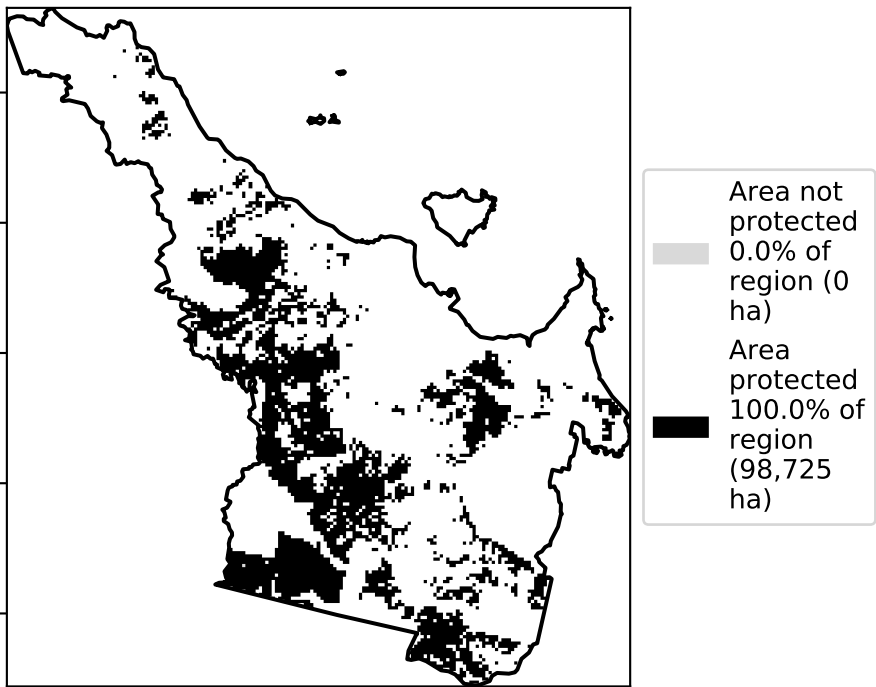 Area not
protected
0.0% of
region (0
ha)
Area
protected
100.0% of
region
(98,725
ha)